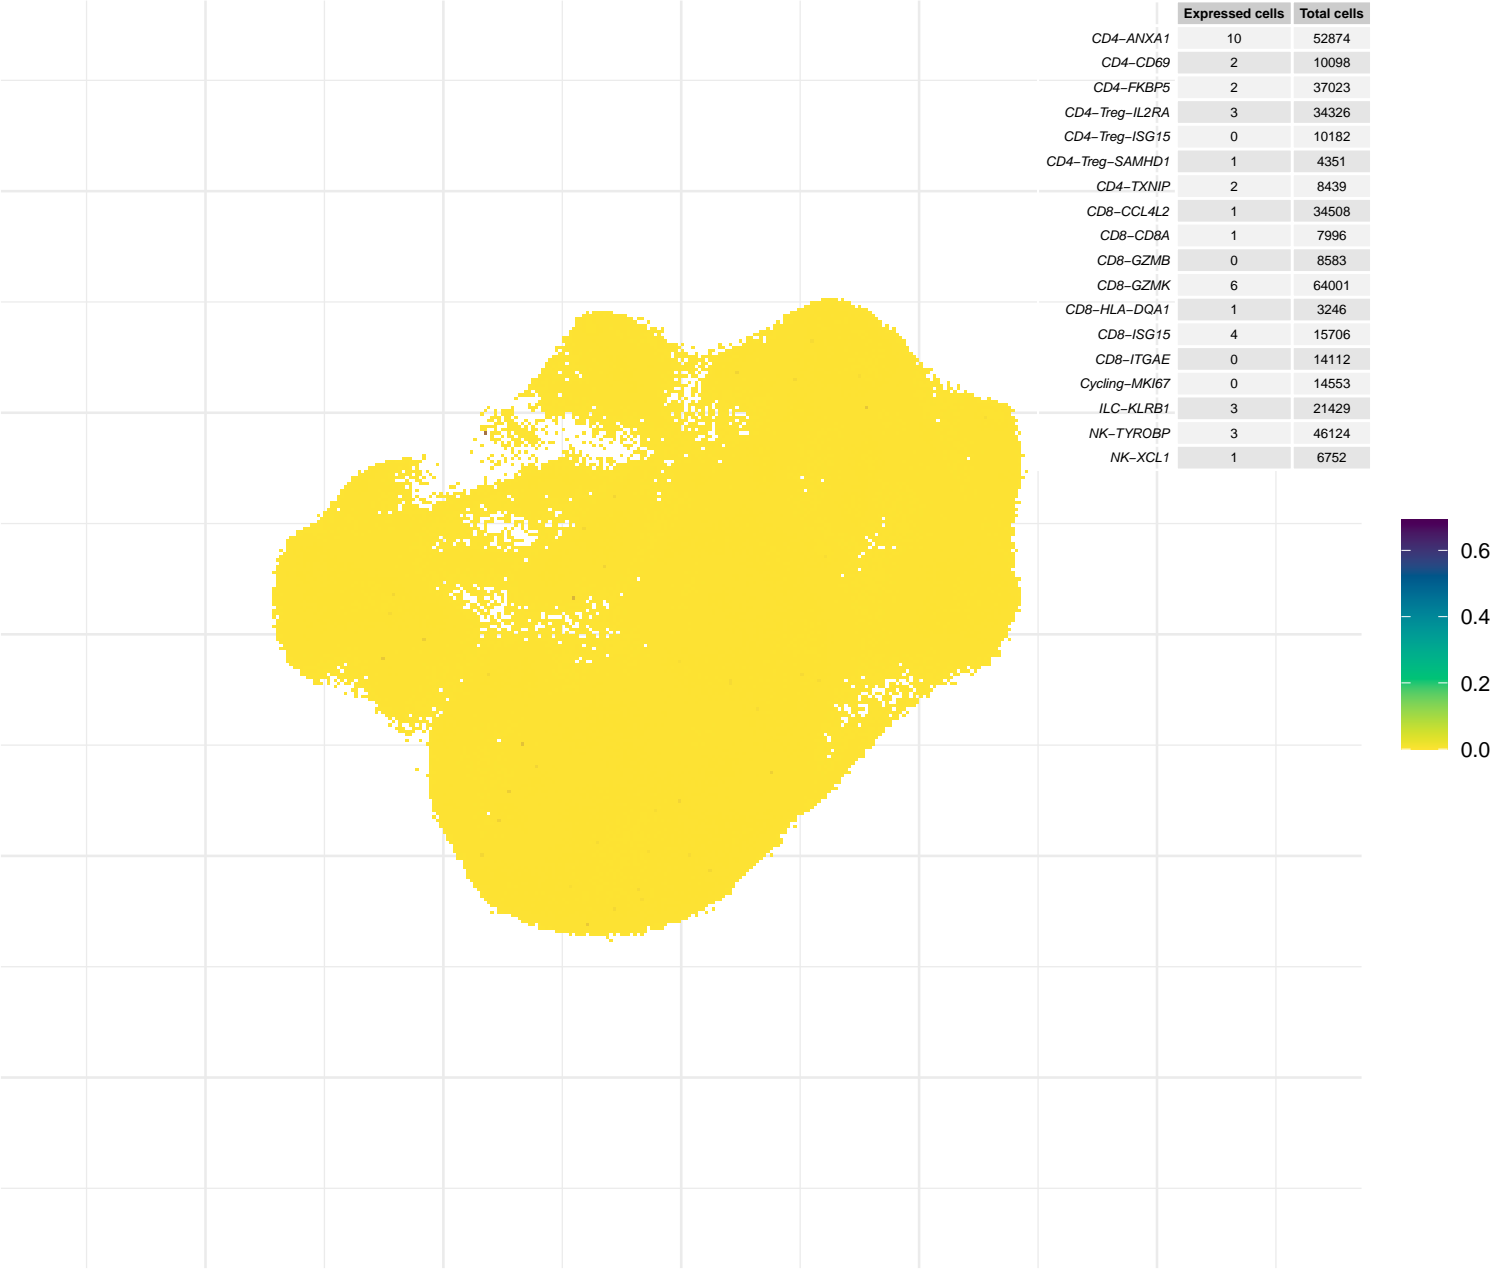 Expressed cells Total cells
CD4−ANXA1 10 52874
CD4−CD69 2 10098
CD4−FKBP5 2 37023
CD4−Treg−IL2RA 3 34326
CD4−Treg−ISG15 0 10182
CD4−Treg−SAMHD1 1 4351
CD4−TXNIP 2 8439
CD8−CCL4L2 1 34508
CD8−CD8A 1 7996
CD8−GZMB 0 8583
CD8−GZMK 6 64001
CD8−HLA−DQA1 1 3246
CD8−ISG15 4 15706
CD8−ITGAE 0 14112
Cycling−MKI67 0 14553
ILC−KLRB1 3 21429
NK−TYROBP 3 46124
NK−XCL1 1 6752
0.6
0.4
0.2
0.0